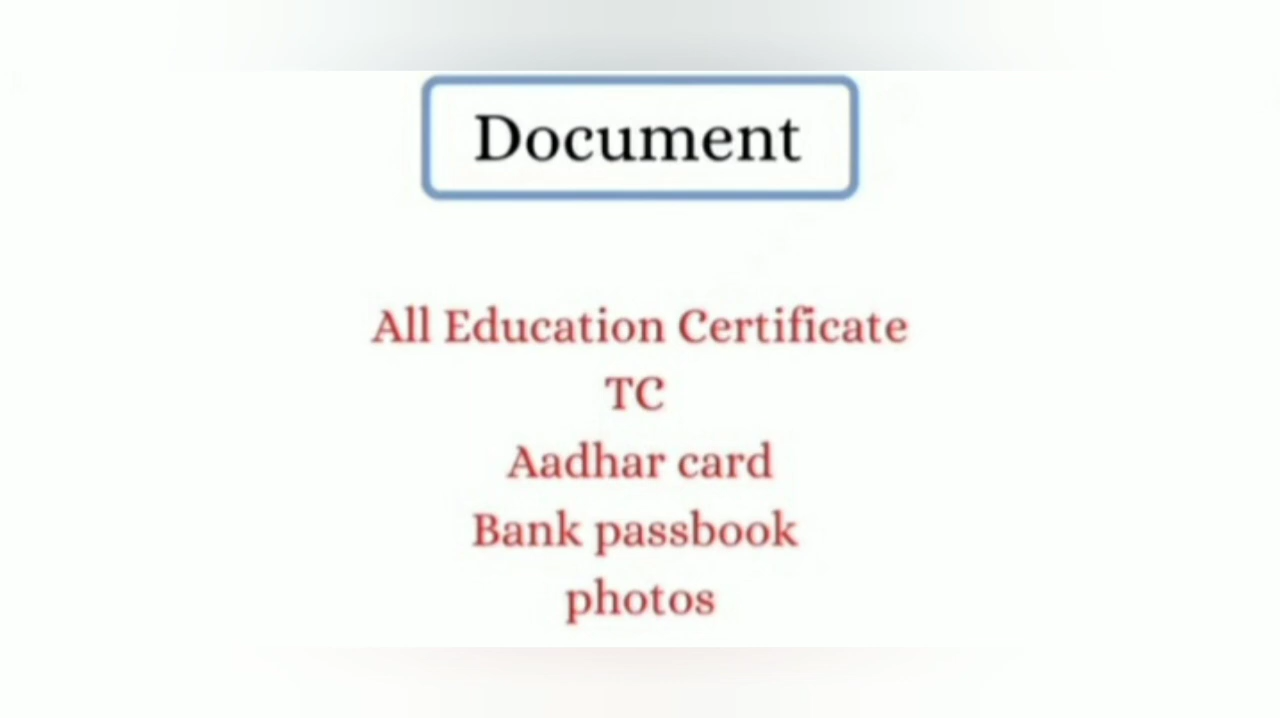 Document
All Education Certificate
TC
Aadhar card
Bank passbook
photos